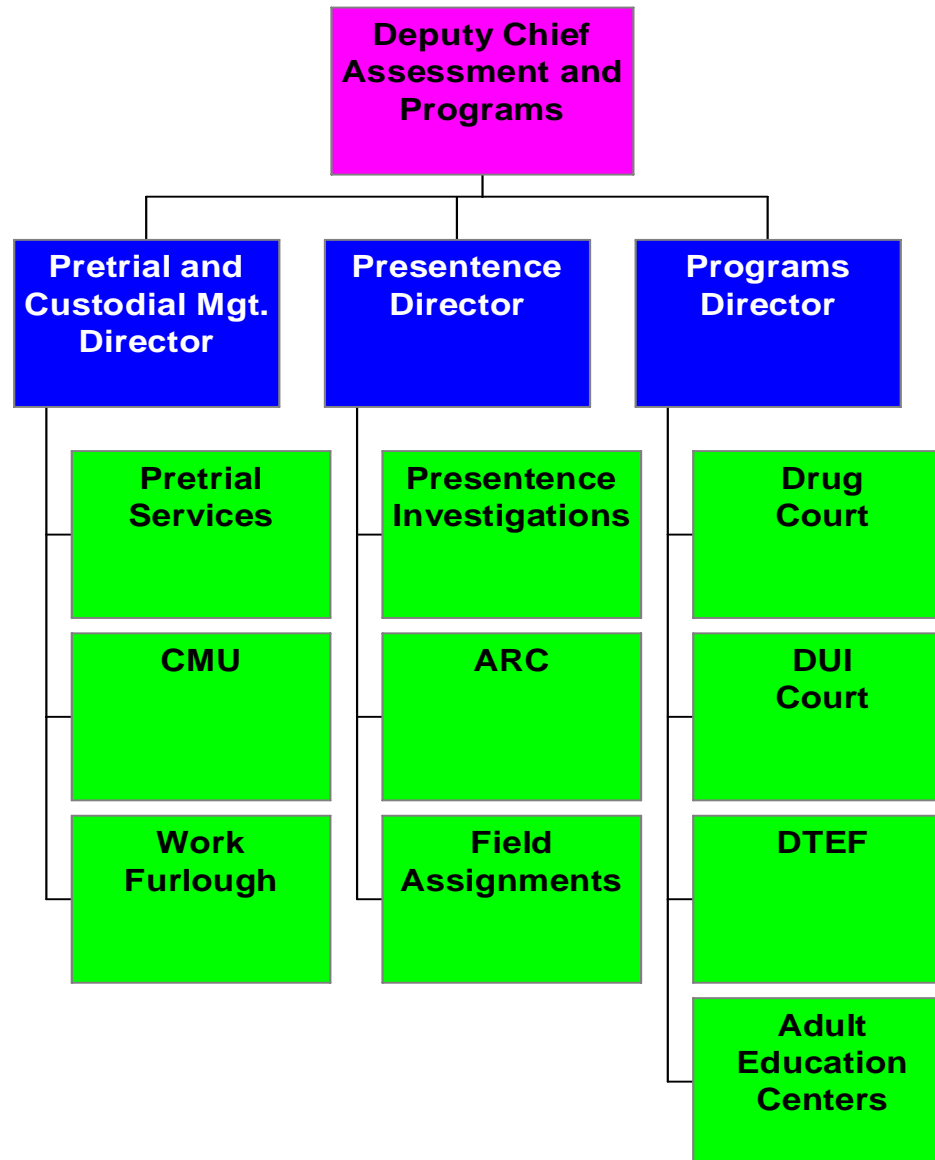 Deputy Chief
Assessment and
Programs
Pretrial and
Custodial Mgt.
Director
Presentence
Director
Programs
Director
Pretrial
Services
Presentence
Investigations
Drug
Court
CMU
ARC
DUI
Court
Work
Furlough
Field
Assignments
DTEF
Adult
Education
Centers